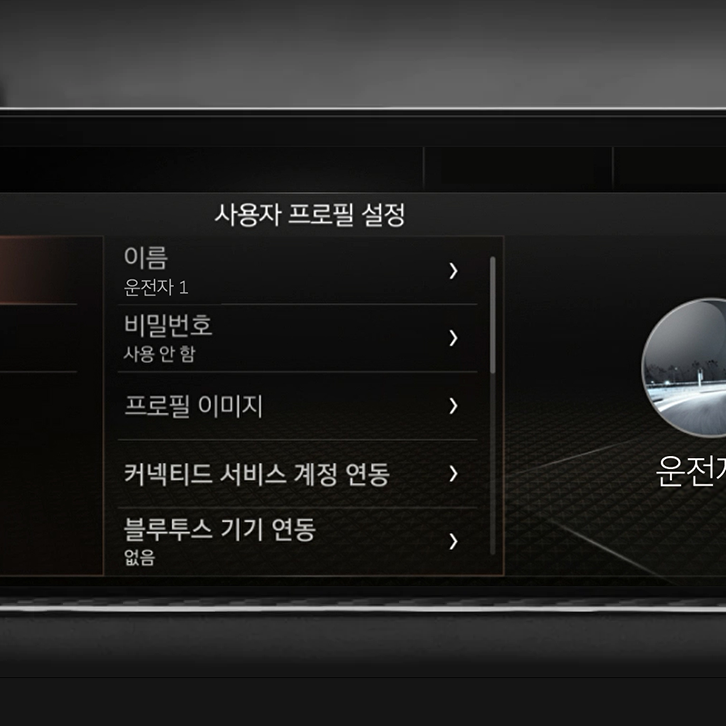 사용자 프로필 설정
이름
운전자 1
비밀번호
사용 안 함
프로필 이미지
커넥티드 서비스 계정 연동
블루투스 기기 연동
없음
운전